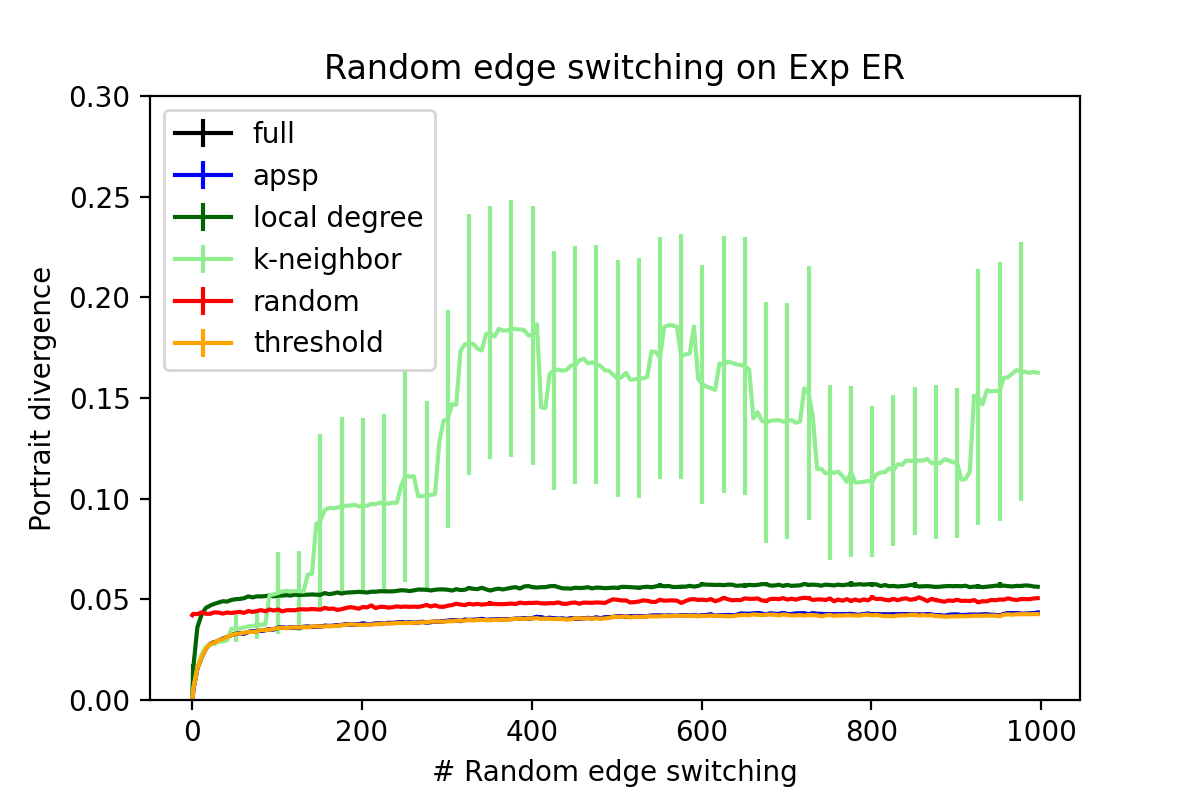 Random edge switching on Exp ER
0.30
0.25
0.20
0.15
0.10
0.05
0.00
Portrait divergence
full
apsp
local degree
k-neighbor
random
threshold
0
200
400
600
800
1000
# Random edge switching